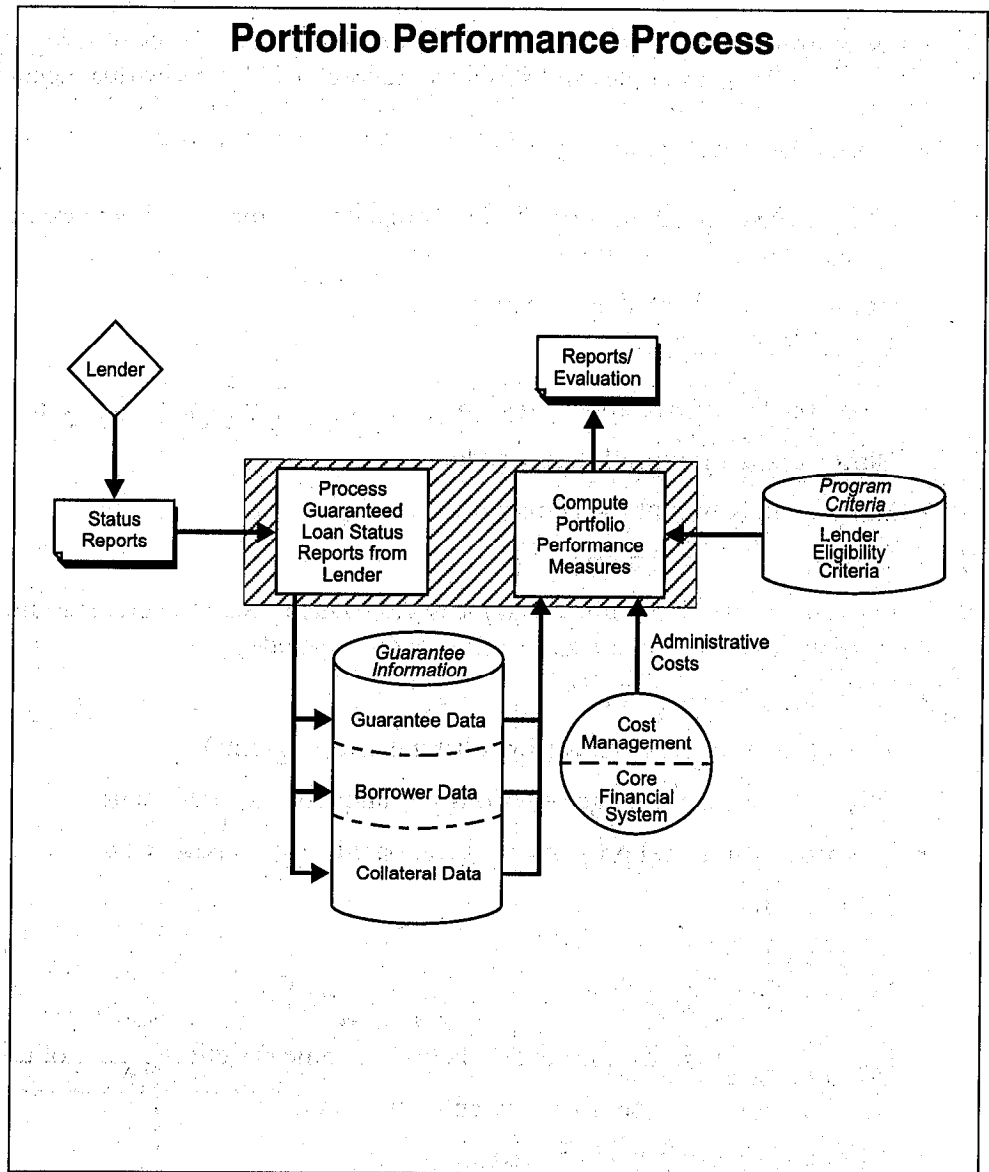 Portfolio Performance Process
Lender
Reports/
Evaluation
Status
Reports
Process
Guaranteed
Loan Status
Reports from
Lender
Compute
Portfolio
Performance
Measures
Program
Criteria
Lender
Eligibility
Criteria
Administrative
Costs
Guarantee
Information
Guarantee Data
Borrower Data
Collateral Data
Cost
Management
Core
Financial
System